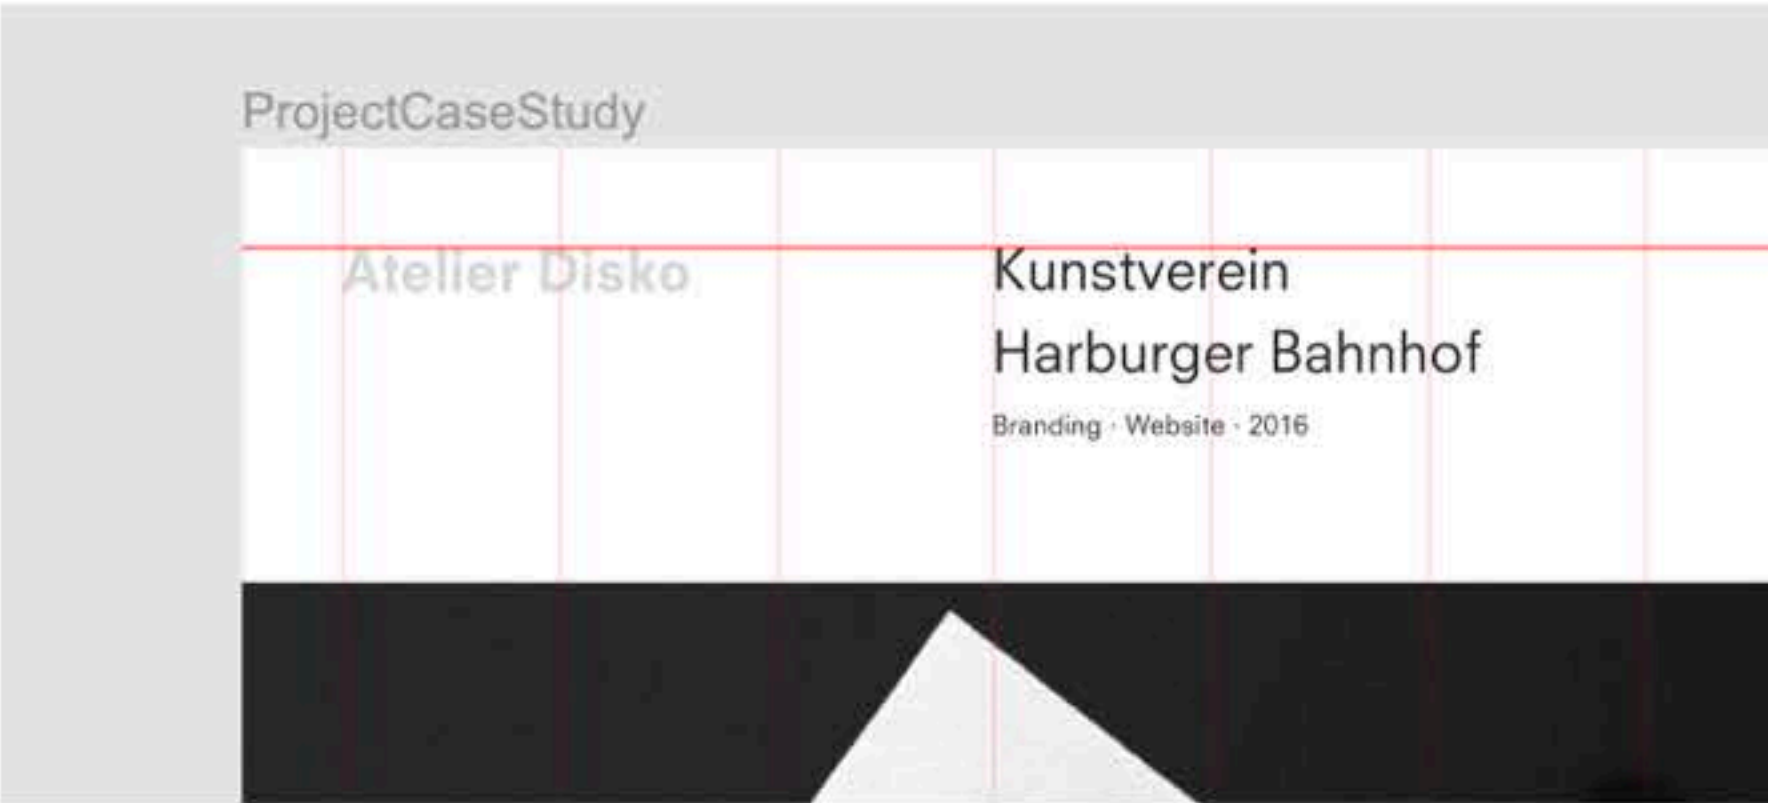 ProjectCaseStudy
Atelier Disko
Kunstverein
Harburger Bahnhof
Branding · Website · 2016